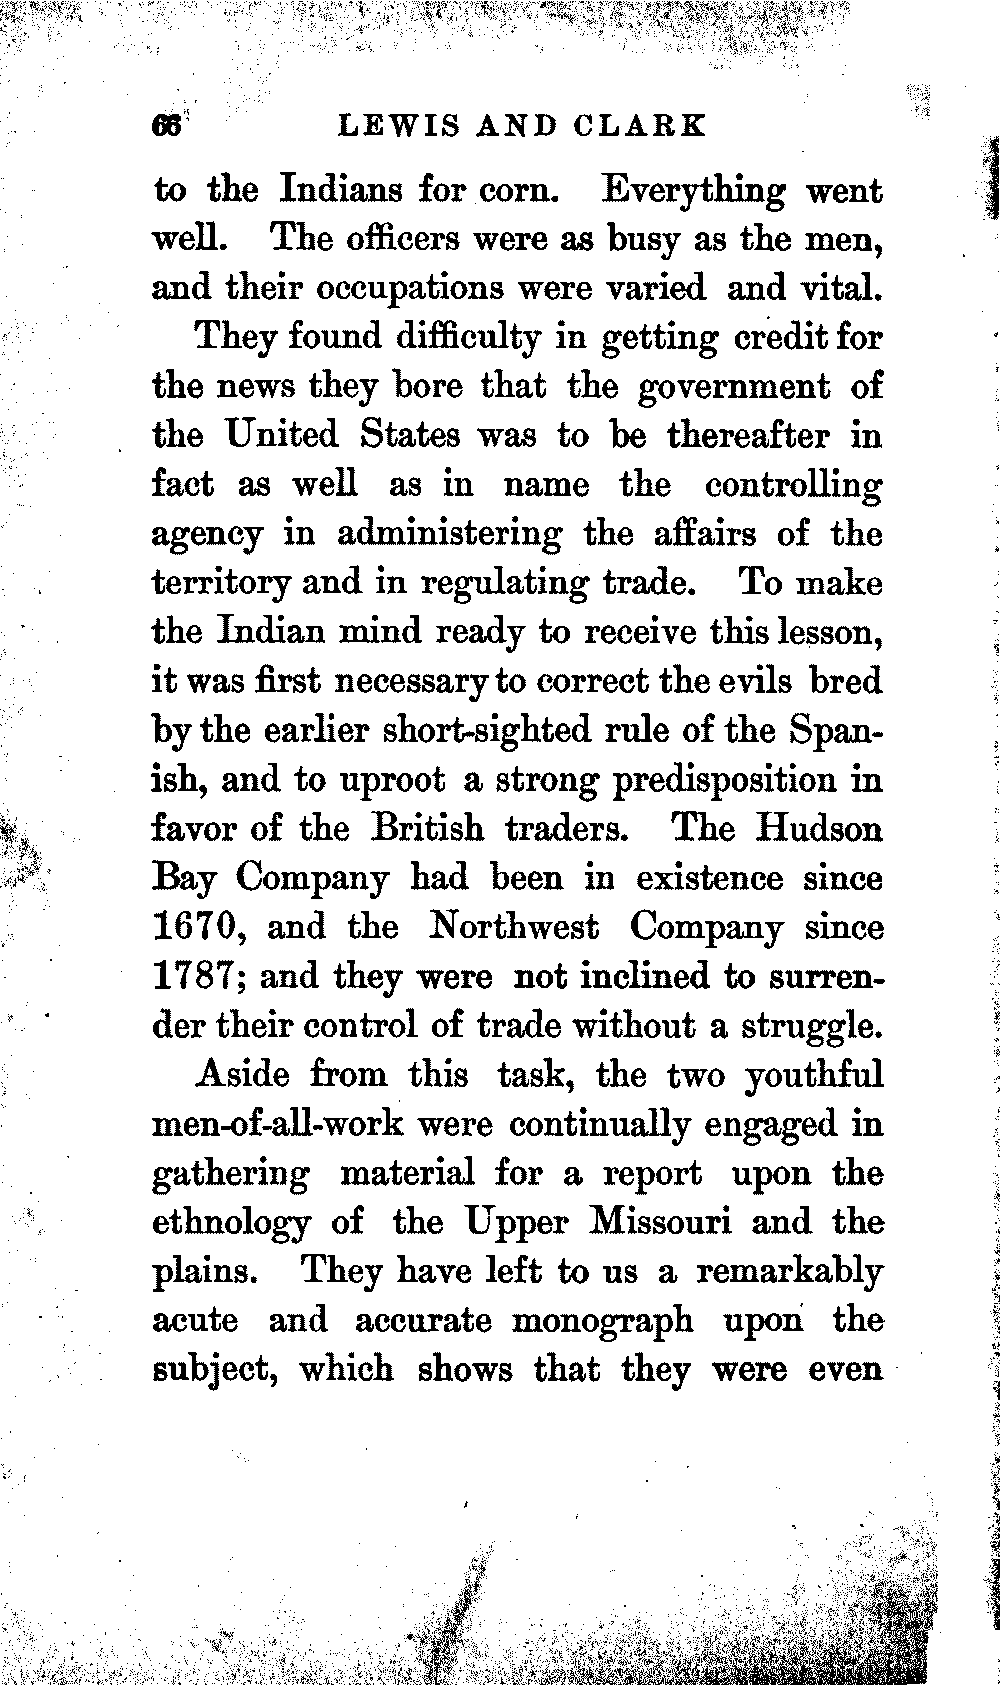 66 LEWIS AND CLARK
to the Indians for corn. Everything went
well. The officers were as busy as the men,
and their occupations were varied and vital.
They found difficulty in getting credit for
the news they bore that the government of
the United States was to be thereafter in
fact as well as in name the controlling
agency in administering the affairs of the
territory and in regulating trade. To make
the Indian mind ready to receive this lesson,
it was first necessary to correct the evils bred
by the earlier short-sighted rule of the Span-
ish, and to uproot a strong predisposition in
favor of the British traders. The Hudson
Bay Company had been in existence since
1670, and the Northwest Company since
1787; and they were not inclined to surren-
der their control of trade without a struggle.
Aside from this task, the two youthful
men-of-all-work were continually engaged in
gathering material for a report upon the
ethnology of the Upper Missouri and the
plains. They have left to us a remarkably
acute and accurate monograph upon the
subject, which shows that they were even